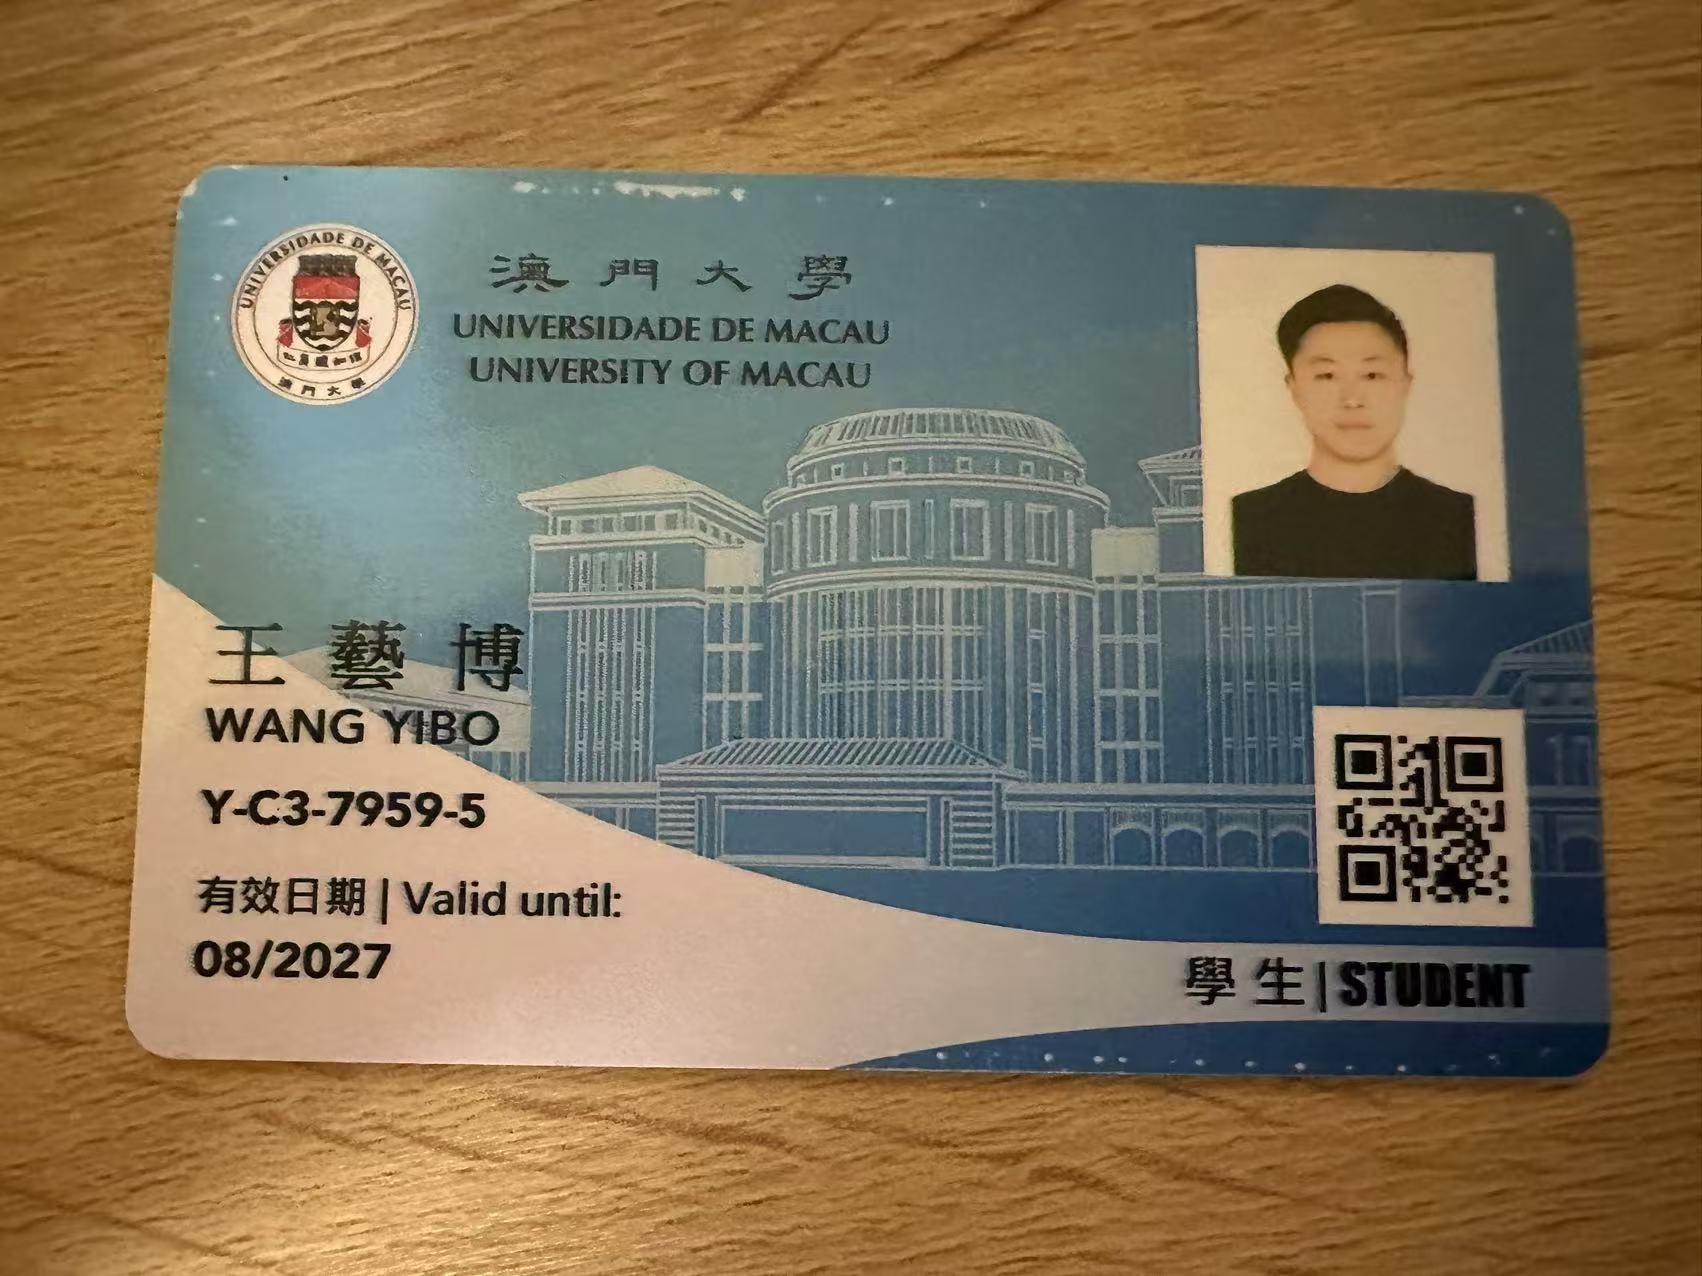 UNIVERSIDADE DE MACAU
澳門大學
澳門大學
UNIVERSIDADE DE MACAU
UNIVERSITY OF MACAU
王藝博
WANG YIBO
Y-C3-7959-5
有效日期 | Valid until:
08/2027
學生 | STUDENT